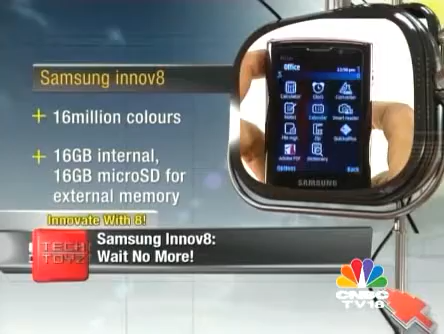 Samsung innov8
16million colours
16GB internal,
16GB microSD for
external memory
Innovate With 8!
Samsung Innov8:
Wait No More!
TECH
TOYZ
CNBC
TV18
Office
Calculator Clock Converter
Notes Calendar Smart reader
Zip Quickoffice
Adobe PDF Dictionary
Options Back
SAMSUNG